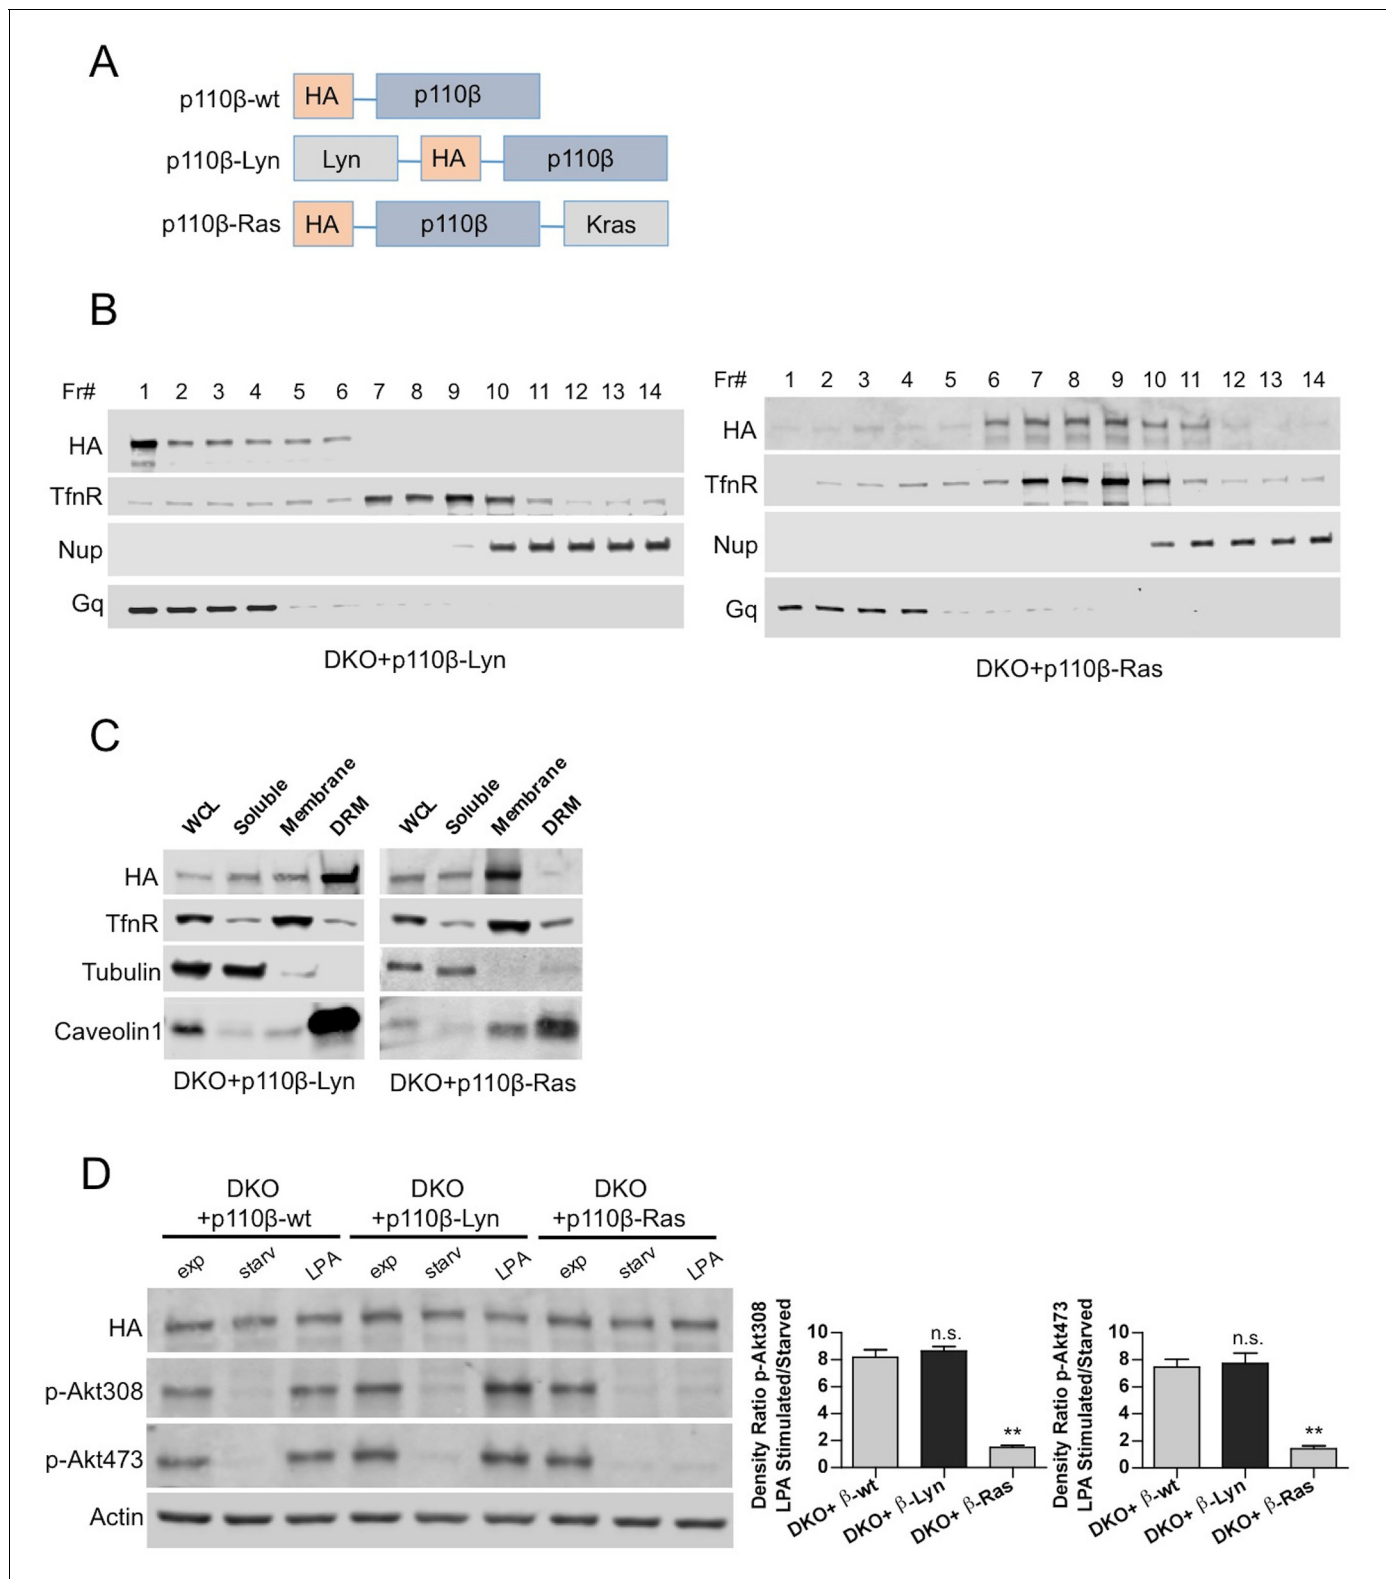 A
p110β-wt HA p110β
p110β-Lyn Lyn HA p110β
p110β-Ras HA p110β Kras
B
Fr# 1 2 3 4 5 6 7 8 9 10 11 12 13 14
HA
TfnR
Nup
Gq
DKO+p110β-Lyn
Fr# 1 2 3 4 5 6 7 8 9 10 11 12 13 14
HA
TfnR
Nup
Gq
DKO+p110β-Ras
C
WCL Soluble Membrane DRM WCL Soluble Membrane DRM
HA
TfnR
Tubulin
Caveolin1
DKO+p110β-Lyn DKO+p110β-Ras
D
DKO DKO DKO
+p110β-wt +p110β-Lyn +p110β-Ras
exp starv LPA exp starv LPA exp starv LPA
HA
p-Akt308
p-Akt473
Actin
Density Ratio p-Akt308
LPA Stimulated/Starved
10
8
6
4
2
0
n.s.
**
DKO+ β-wt DKO+ β-Lyn DKO+ β-Ras
Density Ratio p-Akt473
LPA Stimulated/Starved
10
8
6
4
2
0
n.s.
**
DKO+ β-wt DKO+ β-Lyn DKO+ β-Ras